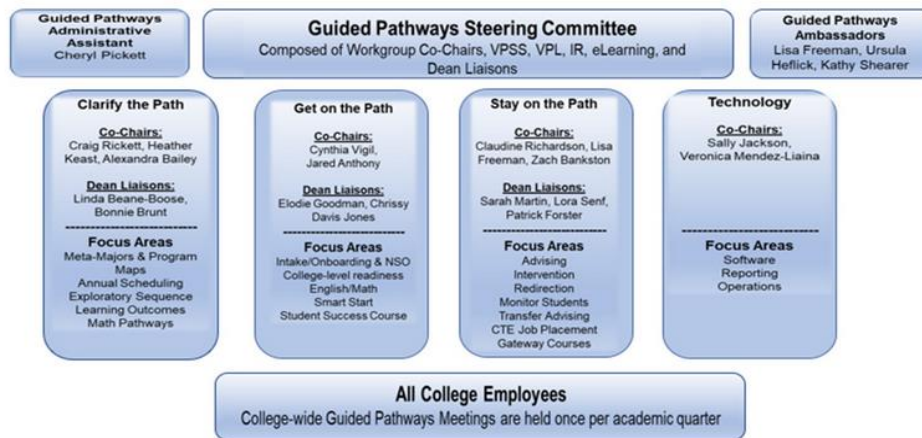 Guided Pathways
Administrative
Assistant
Cheryl Pickett
Guided Pathways Steering Committee
Composed of Workgroup Co-Chairs, VPSS, VPL, IR, eLearning, and
Dean Liaisons
Guided Pathways
Ambassadors
Lisa Freeman, Ursula
Heflick, Kathy Shearer
Clarify the Path
Co-Chairs:
Craig Rickett, Heather
Keast, Alexandra Bailey
Dean Liaisons:
Linda Beane-Boose,
Bonnie Brunt
Focus Areas
Meta-Majors & Program
Maps
Annual Scheduling
Exploratory Sequence
Learning Outcomes
Math Pathways
Get on the Path
Co-Chairs:
Cynthia Vigil,
Jared Anthony
Dean Liaisons:
Elodie Goodman, Chrissy
Davis Jones
Focus Areas
Intake/Onboarding & NSO
College-level readiness
English/Math
Smart Start
Student Success Course
Stay on the Path
Co-Chairs:
Claudine Richardson, Lisa
Freeman, Zach Bankston
Dean Liaisons:
Sarah Martin, Lora Senf,
Patrick Forster
Focus Areas
Advising
Intervention
Redirection
Monitor Students
Transfer Advising
CTE Job Placement
Gateway Courses
Technology
Co-Chairs:
Sally Jackson,
Veronica Mendez-Liaina
Focus Areas
Software
Reporting
Operations
All College Employees
College-wide Guided Pathways Meetings are held once per academic quarter